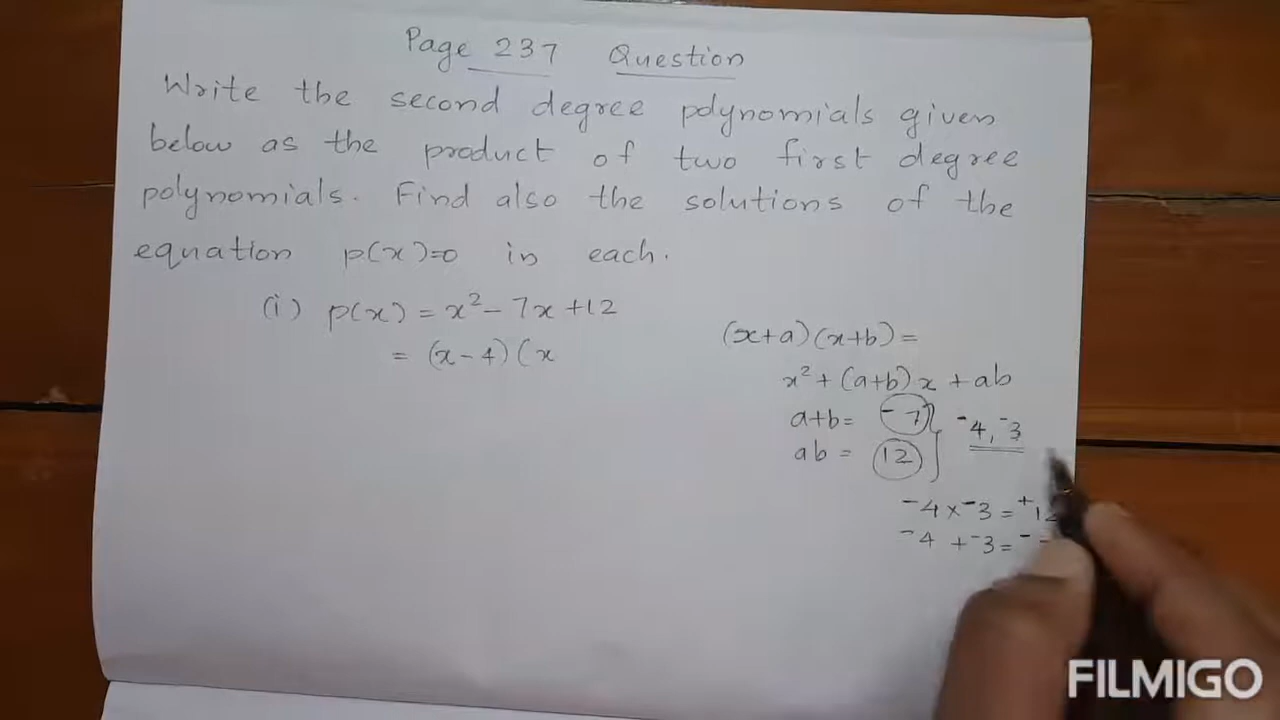 Page 237 Question
Write the second degree polynomials given
below as the product of two first degree
polynomials. Find also the solutions of the
equation p(x)=0 in each.
(i) p(x) = x² - 7x + 12
= (x - 4) (x
(x+a) (x+b) =
x² + (a+b) x + ab
a+b = -7
ab = 12
-4, -3
-4 x -3 = +12
-4 + -3 = -
FILMIGO